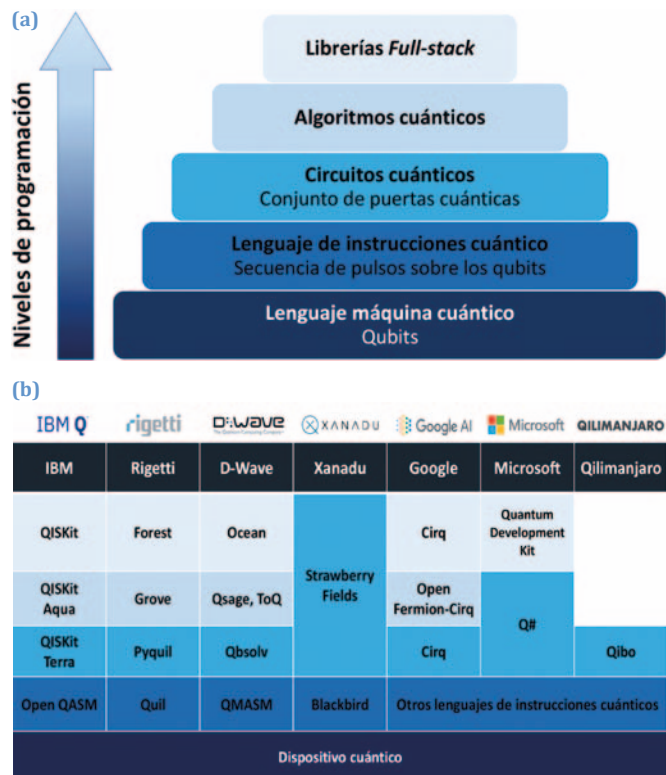 (a)
Niveles de programación
Librerías Full-stack
Algoritmos cuánticos
Circuitos cuánticos
Conjunto de puertas cuánticas
Lenguaje de instrucciones cuántico
Secuencia de pulsos sobre los qubits
Lenguaje máquina cuántico
Qubits
(b)
IBM Q rigetti D:wave XANADU Google AI Microsoft QILIMANJARO
The Quantum Computing Company
IBM Rigetti D-Wave Xanadu Google Microsoft Qilimanjaro
QISKit Forest Ocean Cirq Quantum
Development
Kit
Strawberry
Fields
QISKit
Aqua
Grove Qsage, ToQ Open
Fermion-Cirq
Q#
QISKit
Terra
Pyquil Qbsolv Cirq Qibo
Open QASM Quil QMASM Blackbird Otros lenguajes de instrucciones cuánticos
Dispositivo cuántico